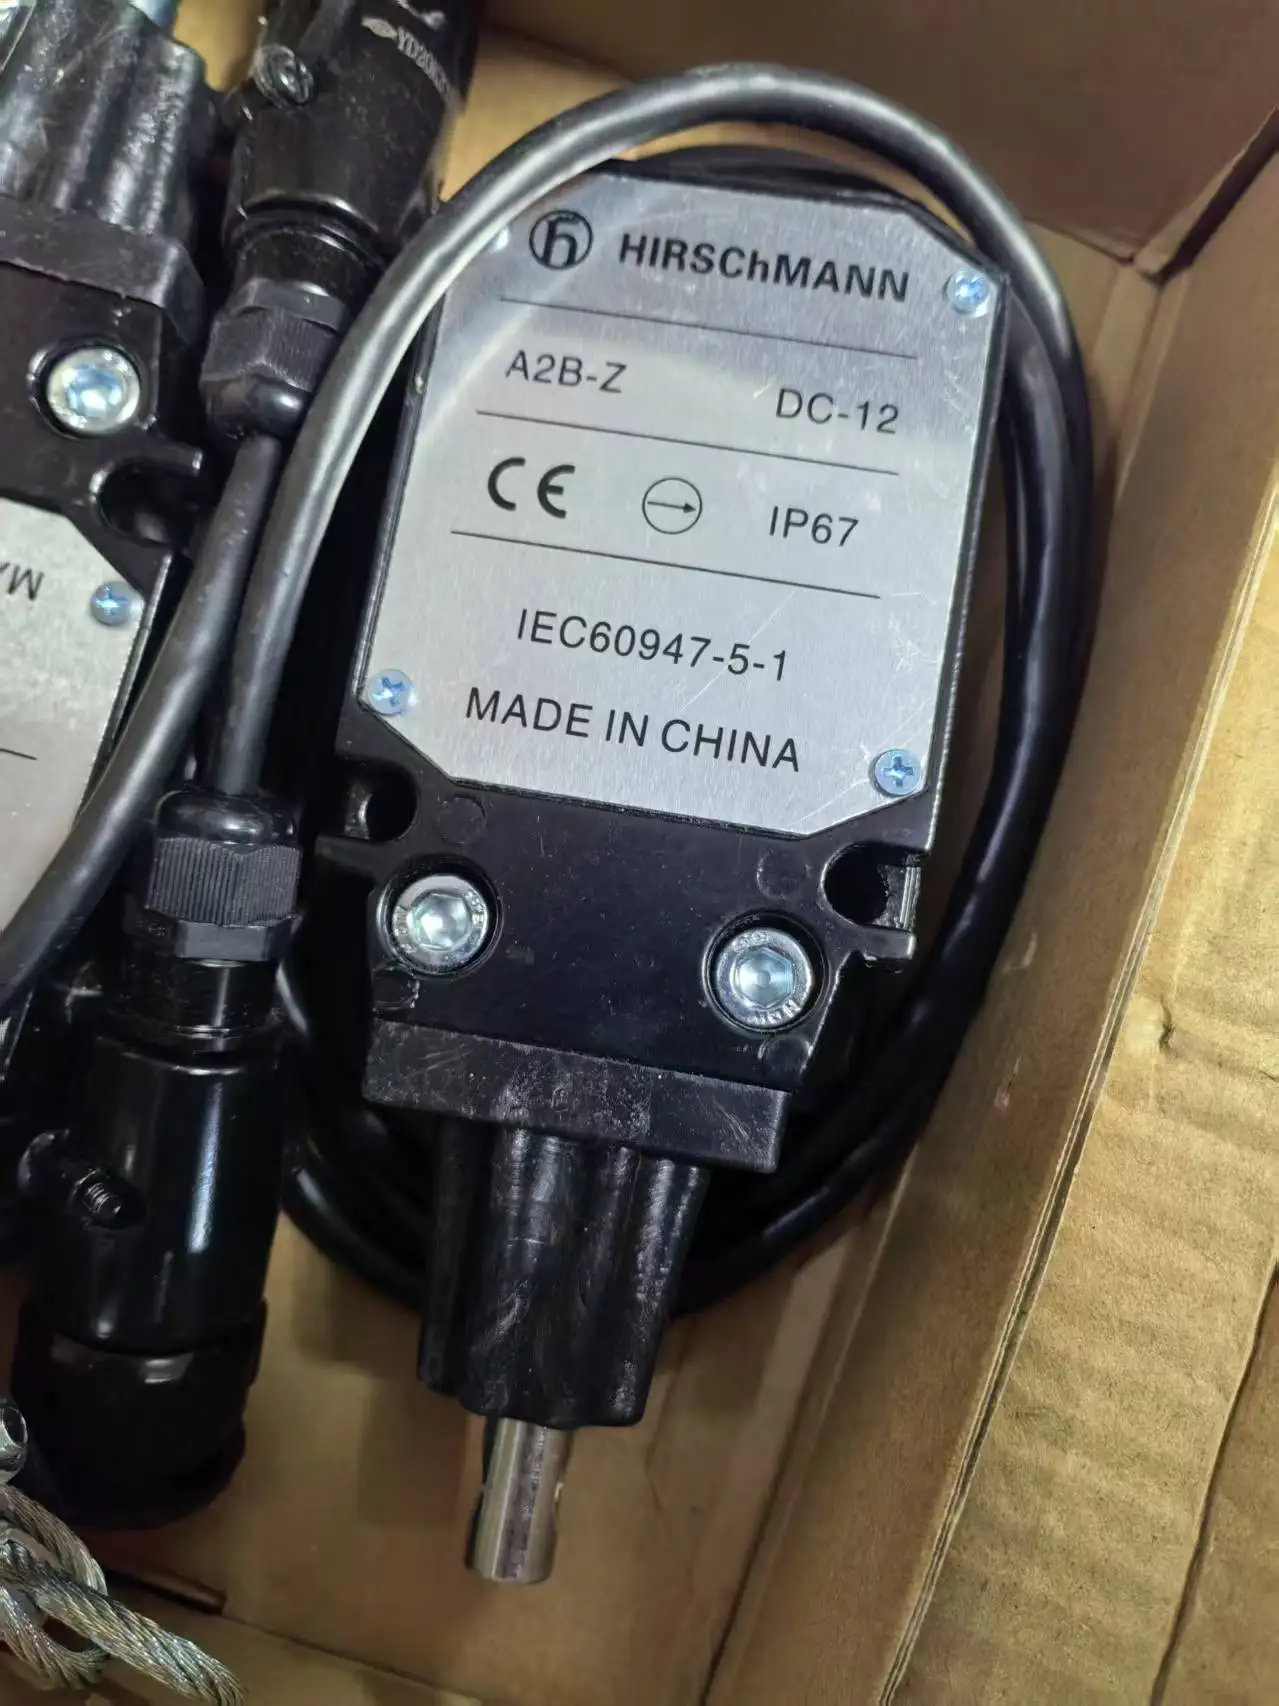 HIRSChMANN
A2B-Z DC-12
CE IP67
IEC60947-5-1
MADE IN CHINA